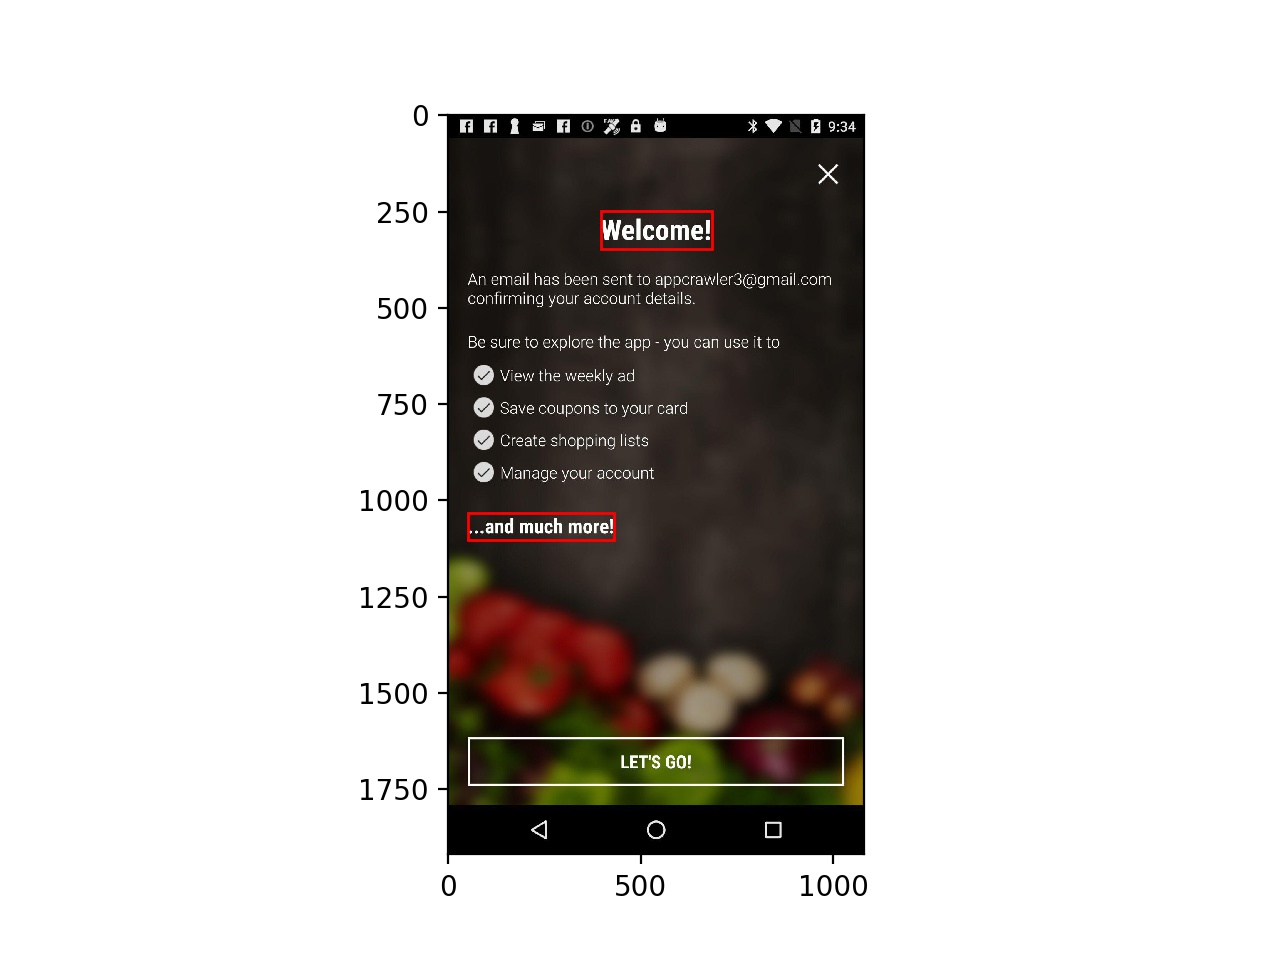 0
250
500
750
1000
1250
1500
1750
0
500
1000
9:34
Welcome!
An email has been sent to appcrawler3@gmail.com
confirming your account details.
Be sure to explore the app - you can use it to
View the weekly ad
Save coupons to your card
Create shopping lists
Manage your account
...and much more!
LET'S GO!